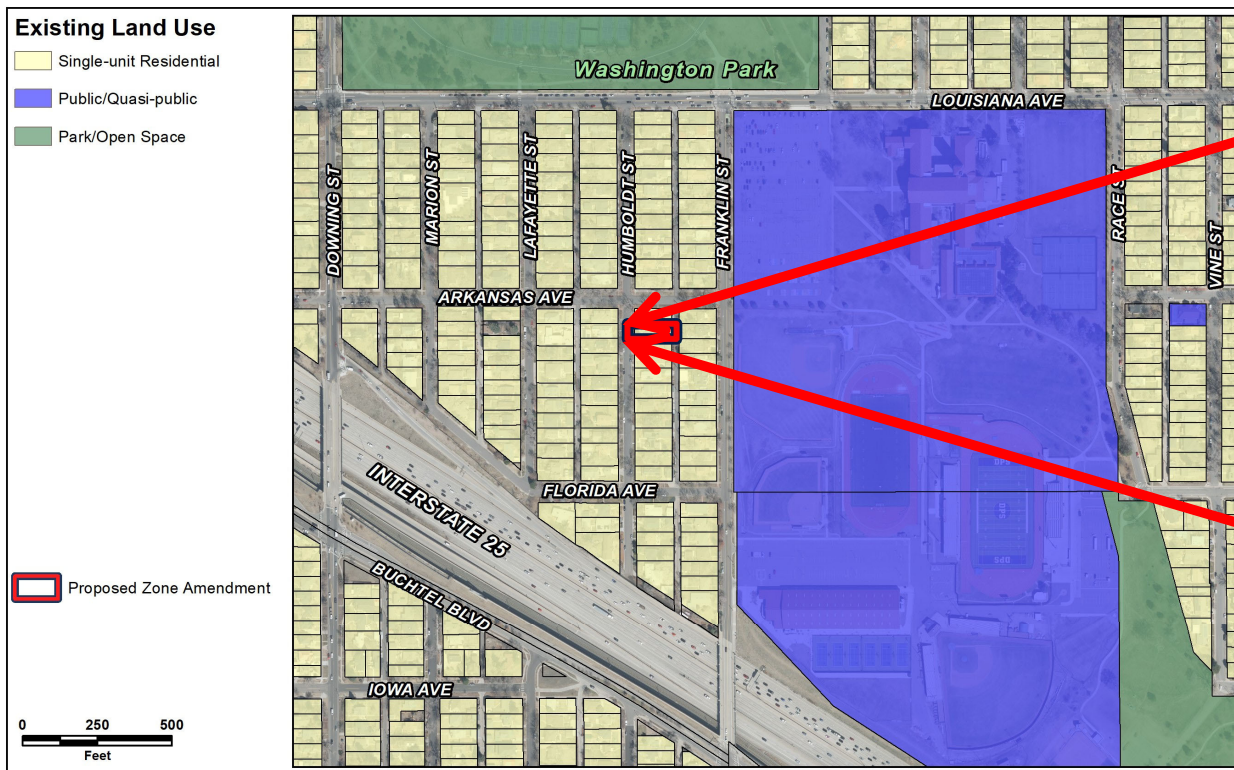 Existing Land Use
Single-unit Residential
Public/Quasi-public
Park/Open Space
Proposed Zone Amendment
0 250 500
Feet
Washington Park
LOUISIANA AVE
DOWNING ST
MARION ST
LAFAYETTE ST
HUMBOLDT ST
FRANKLIN ST
RACE ST
VINE ST
ARKANSAS AVE
FLORIDA AVE
INTERSTATE 25
BUCHTEL BLVD
IOWA AVE
DPS
DPS